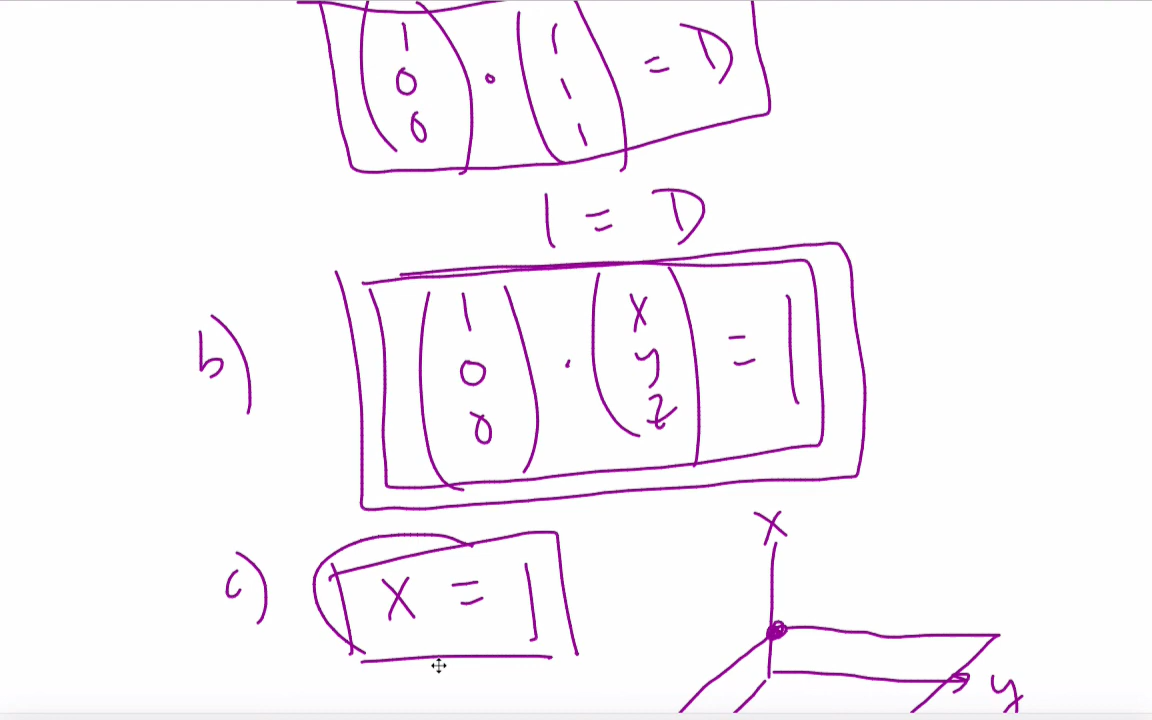 (1 0 0) · (1 1 1) = D
1 = D
b) (1 0 0) · (x y z) = 1
c) x = 1
x
y